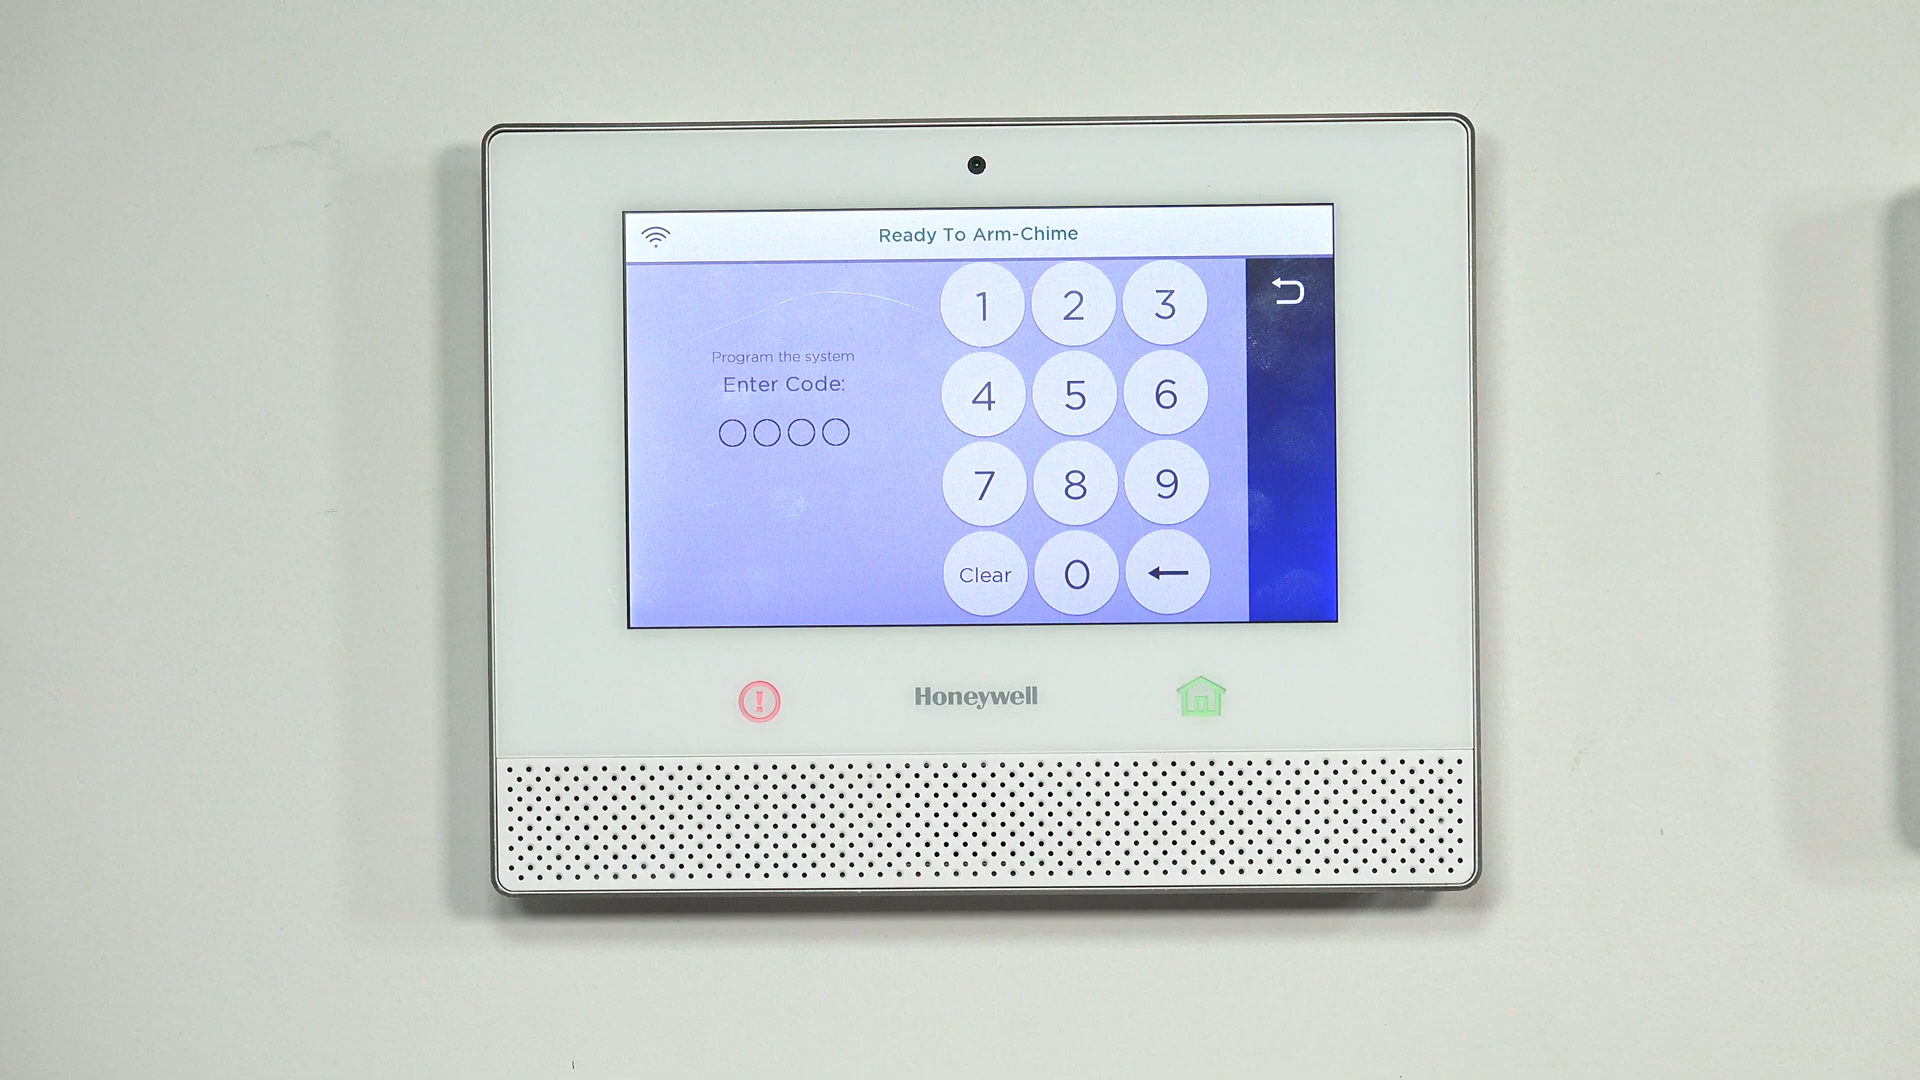 Ready To Arm-Chime
Program the system
Enter Code:
1 2 3
4 5 6
7 8 9
Clear 0
Honeywell